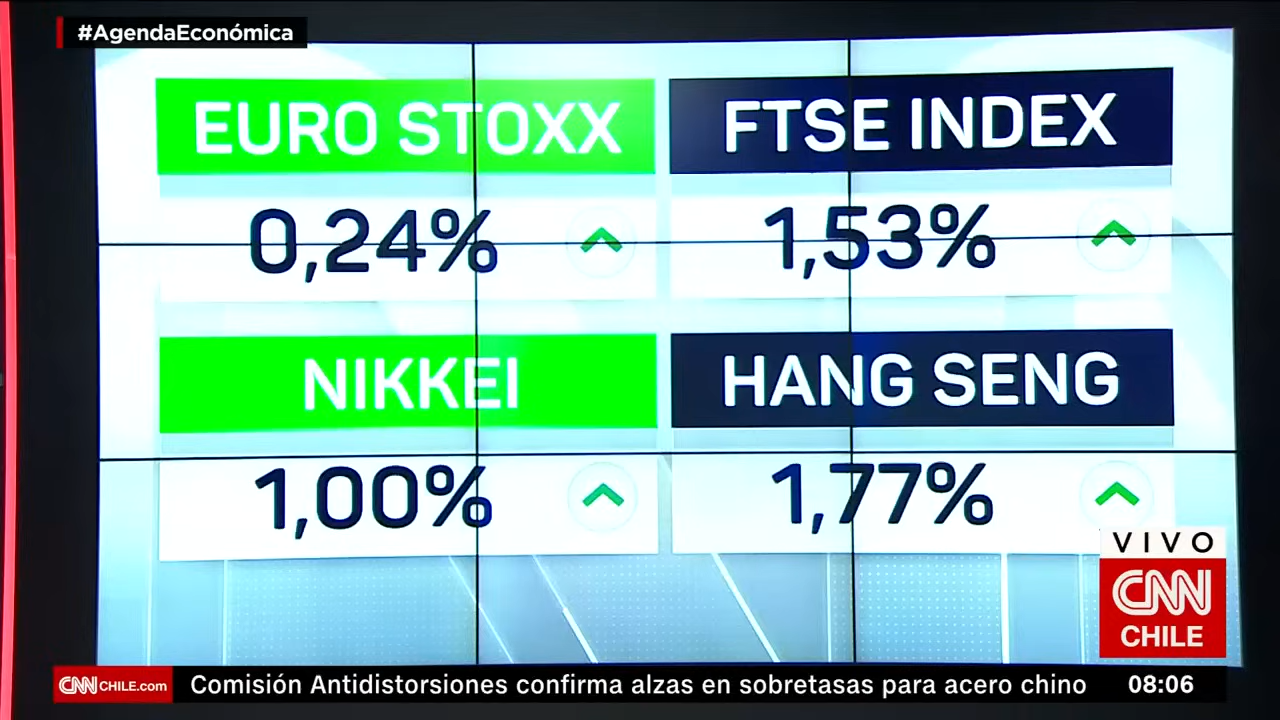 #AgendaEconómica
EURO STOXX
FTSE INDEX
0,24%
1,53%
NIKKEI
HANG SENG
1,00%
1,77%
VIVO
CNN
CHILE
CNNCHILE.com
Comisión Antidistorsiones confirma alzas en sobretasas para acero chino
08:06